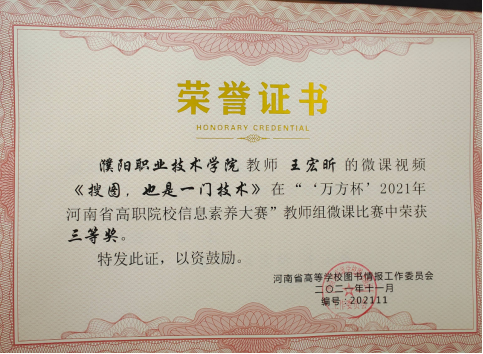 荣誉证书
HONORARY CREDENTIAL
濮阳职业技术学院 教师 王宏昕 的微课视频
《搜图，也是一门技术》在“‘万方杯’2021年
河南省高职院校信息素养大赛”教师组微课比赛中荣获
三等奖。
特发此证，以资鼓励。
河南省高等学校图书情报工作委员会
二〇二一年十一月
编号：202111